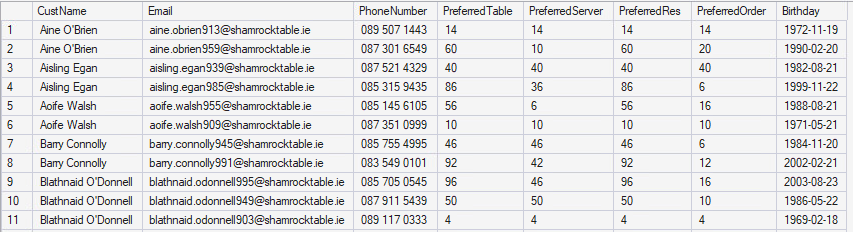 CustName Email PhoneNumber PreferredTable PreferredServer PreferredRes PreferredOrder Birthday
1 Aine O'Brien aine.obrien913@shamrocktable.ie 089 507 1443 14 14 14 14 1972-11-19
2 Aine O'Brien aine.obrien959@shamrocktable.ie 087 301 6549 60 10 60 20 1990-02-20
3 Aisling Egan aisling.egan939@shamrocktable.ie 087 521 4329 40 40 40 40 1982-08-21
4 Aisling Egan aisling.egan985@shamrocktable.ie 085 315 9435 86 36 86 6 1999-11-22
5 Aoife Walsh aoife.walsh955@shamrocktable.ie 085 145 6105 56 6 56 16 1988-08-21
6 Aoife Walsh aoife.walsh909@shamrocktable.ie 087 351 0999 10 10 10 10 1971-05-21
7 Barry Connolly barry.connolly945@shamrocktable.ie 085 755 4995 46 46 46 6 1984-11-20
8 Barry Connolly barry.connolly991@shamrocktable.ie 083 549 0101 92 42 92 12 2002-02-21
9 Blathnaid O'Donnell blathnaid.odonnell995@shamrocktable.ie 085 705 0545 96 46 96 16 2003-08-23
10 Blathnaid O'Donnell blathnaid.odonnell949@shamrocktable.ie 087 911 5439 50 50 50 10 1986-05-22
11 Blathnaid O'Donnell blathnaid.odonnell903@shamrocktable.ie 089 117 0333 4 4 4 4 1969-02-18